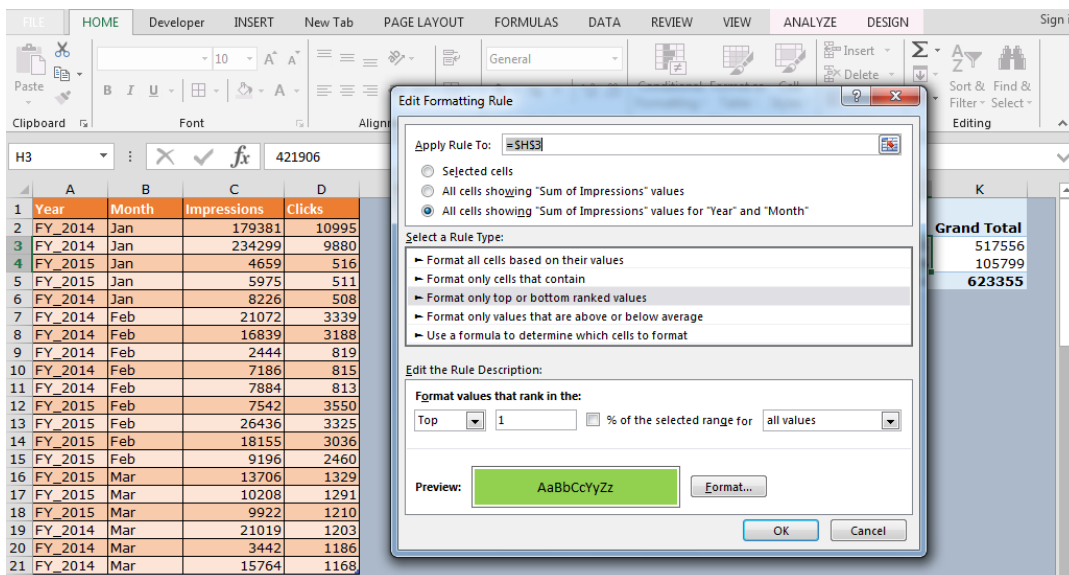 FILE HOME Developer INSERT New Tab PAGE LAYOUT FORMULAS DATA REVIEW VIEW ANALYZE DESIGN Sign i
10 A A General Insert
Paste B I U A Delete Sort & Find &
Filter Select
Clipboard Font Alignr Editing
Edit Formatting Rule
Apply Rule To: =$H$3
Selected cells
All cells showing "Sum of Impressions" values
All cells showing "Sum of Impressions" values for "Year" and "Month"
Select a Rule Type:
► Format all cells based on their values
► Format only cells that contain
► Format only top or bottom ranked values
► Format only values that are above or below average
► Use a formula to determine which cells to format
Edit the Rule Description:
Format values that rank in the:
Top 1 % of the selected range for all values
Preview: AaBbCcYyZz Format...
OK Cancel
H3 fx 421906
A B C D K
1 Year Month Impressions Clicks
2 FY_2014 Jan 179381 10995 Grand Total
3 FY_2014 Jan 234299 9880 517556
4 FY_2015 Jan 4659 516 105799
5 FY_2015 Jan 5975 511 623355
6 FY_2014 Jan 8226 508
7 FY_2014 Feb 21072 3339
8 FY_2014 Feb 16839 3188
9 FY_2014 Feb 2444 819
10 FY_2014 Feb 7186 815
11 FY_2014 Feb 7884 813
12 FY_2015 Feb 7542 3550
13 FY_2015 Feb 26436 3325
14 FY_2015 Feb 18155 3036
15 FY_2015 Feb 9196 2460
16 FY_2015 Mar 13706 1329
17 FY_2015 Mar 10208 1291
18 FY_2015 Mar 9922 1210
19 FY_2014 Mar 21019 1203
20 FY_2014 Mar 3442 1186
21 FY_2014 Mar 15764 1168